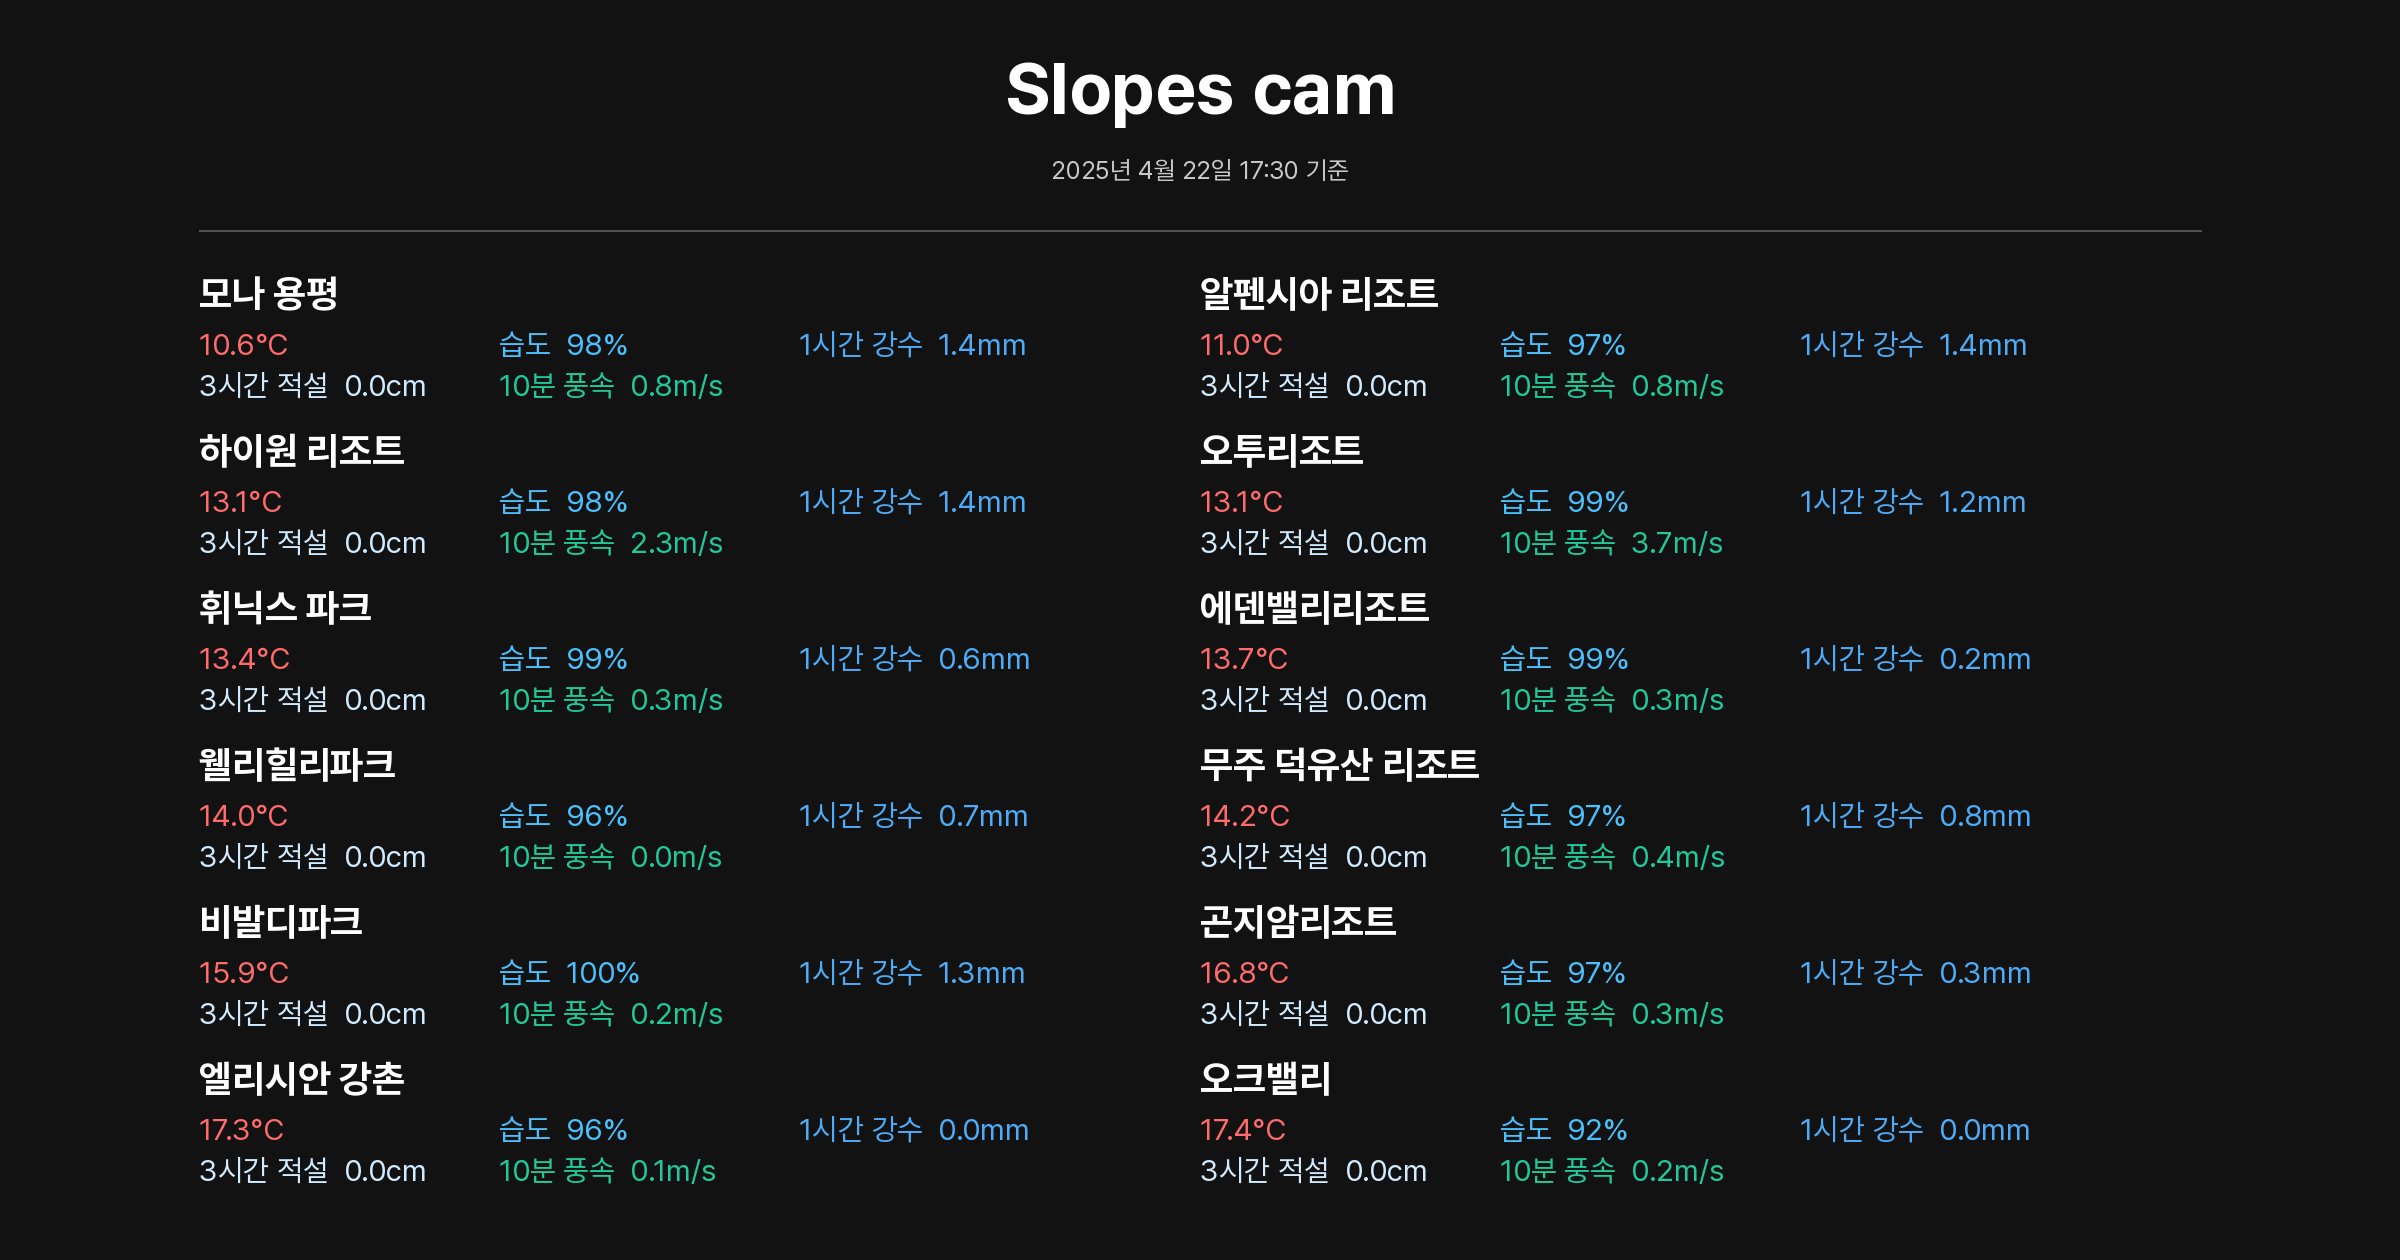 Slopes cam
2025년 4월 22일 17:30 기준
모나 용평
10.6°C 습도 98% 1시간 강수 1.4mm
3시간 적설 0.0cm 10분 풍속 0.8m/s
알펜시아 리조트
11.0°C 습도 97% 1시간 강수 1.4mm
3시간 적설 0.0cm 10분 풍속 0.8m/s
하이원 리조트
13.1°C 습도 98% 1시간 강수 1.4mm
3시간 적설 0.0cm 10분 풍속 2.3m/s
오투리조트
13.1°C 습도 99% 1시간 강수 1.2mm
3시간 적설 0.0cm 10분 풍속 3.7m/s
휘닉스 파크
13.4°C 습도 99% 1시간 강수 0.6mm
3시간 적설 0.0cm 10분 풍속 0.3m/s
에덴밸리리조트
13.7°C 습도 99% 1시간 강수 0.2mm
3시간 적설 0.0cm 10분 풍속 0.3m/s
웰리힐리파크
14.0°C 습도 96% 1시간 강수 0.7mm
3시간 적설 0.0cm 10분 풍속 0.0m/s
무주 덕유산 리조트
14.2°C 습도 97% 1시간 강수 0.8mm
3시간 적설 0.0cm 10분 풍속 0.4m/s
비발디파크
15.9°C 습도 100% 1시간 강수 1.3mm
3시간 적설 0.0cm 10분 풍속 0.2m/s
곤지암리조트
16.8°C 습도 97% 1시간 강수 0.3mm
3시간 적설 0.0cm 10분 풍속 0.3m/s
엘리시안 강촌
17.3°C 습도 96% 1시간 강수 0.0mm
3시간 적설 0.0cm 10분 풍속 0.1m/s
오크밸리
17.4°C 습도 92% 1시간 강수 0.0mm
3시간 적설 0.0cm 10분 풍속 0.2m/s